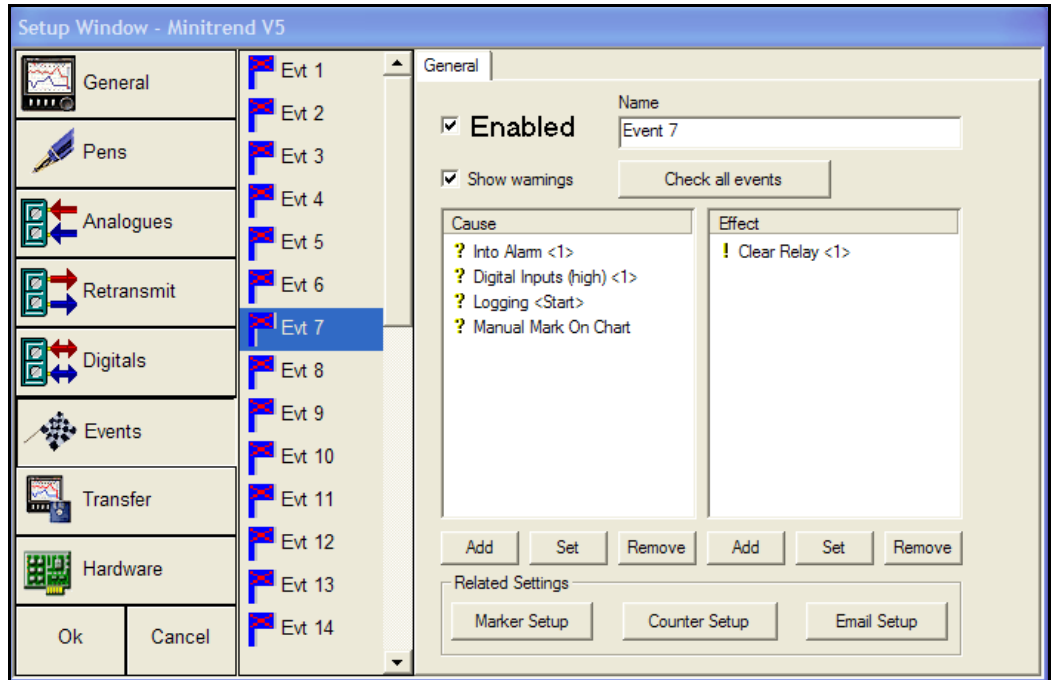 Setup Window - Minitrend V5
General
Pens
Analogues
Retransmit
Digitals
Events
Transfer
Hardware
Ok
Cancel
Evt 1
Evt 2
Evt 3
Evt 4
Evt 5
Evt 6
Evt 7
Evt 8
Evt 9
Evt 10
Evt 11
Evt 12
Evt 13
Evt 14
General
Enabled
Name
Event 7
Show warnings
Check all events
Cause
? Into Alarm <1>
? Digital Inputs (high) <1>
? Logging <Start>
? Manual Mark On Chart
Effect
! Clear Relay <1>
Add Set Remove
Add Set Remove
Related Settings
Marker Setup
Counter Setup
Email Setup